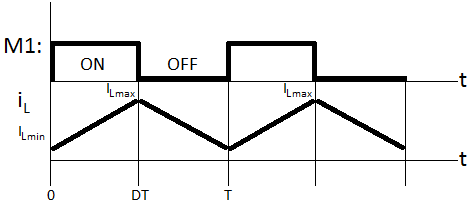 M1:
ON OFF
t
iL
ILmax ILmax
ILmin
t
0 DT T